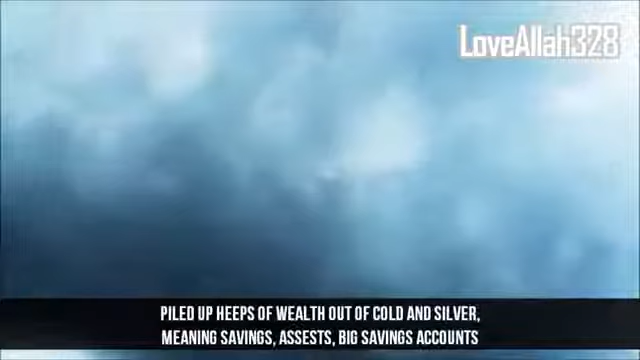 LoveAllah328
PILED UP HEEPS OF WEALTH OUT OF COLD AND SILVER,
MEANING SAVINGS, ASSESTS, BIG SAVINGS ACCOUNTS